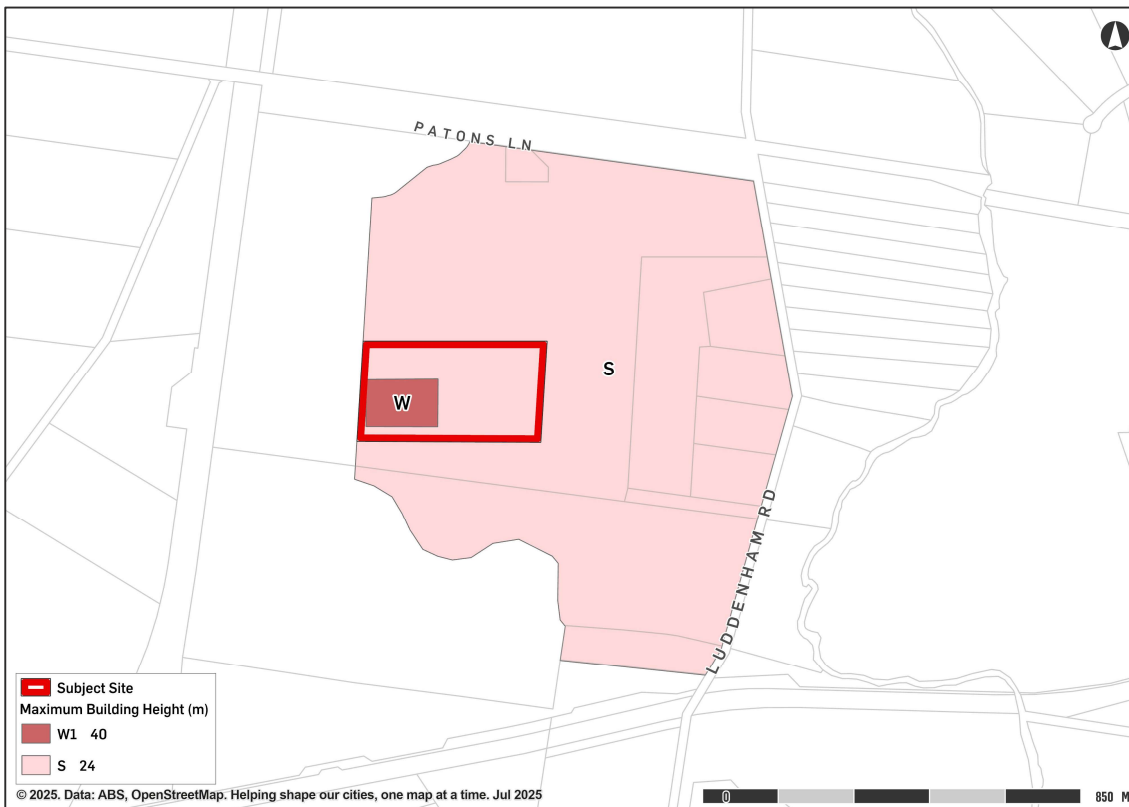 PATONS LN
S
W
LUDDENHAM RD
Subject Site
Maximum Building Height (m)
W1 40
S 24
© 2025. Data: ABS, OpenStreetMap. Helping shape our cities, one map at a time. Jul 2025
0 850 M